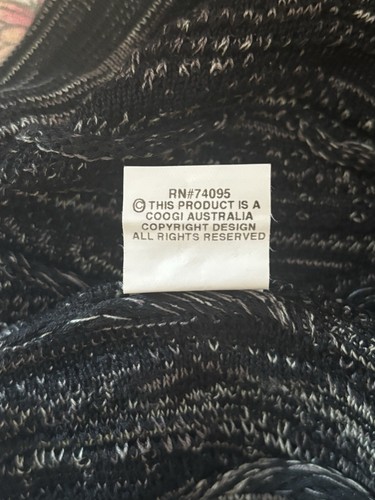 RN#74095
© THIS PRODUCT IS A
COOGI AUSTRALIA
COPYRIGHT DESIGN
ALL RIGHTS RESERVED